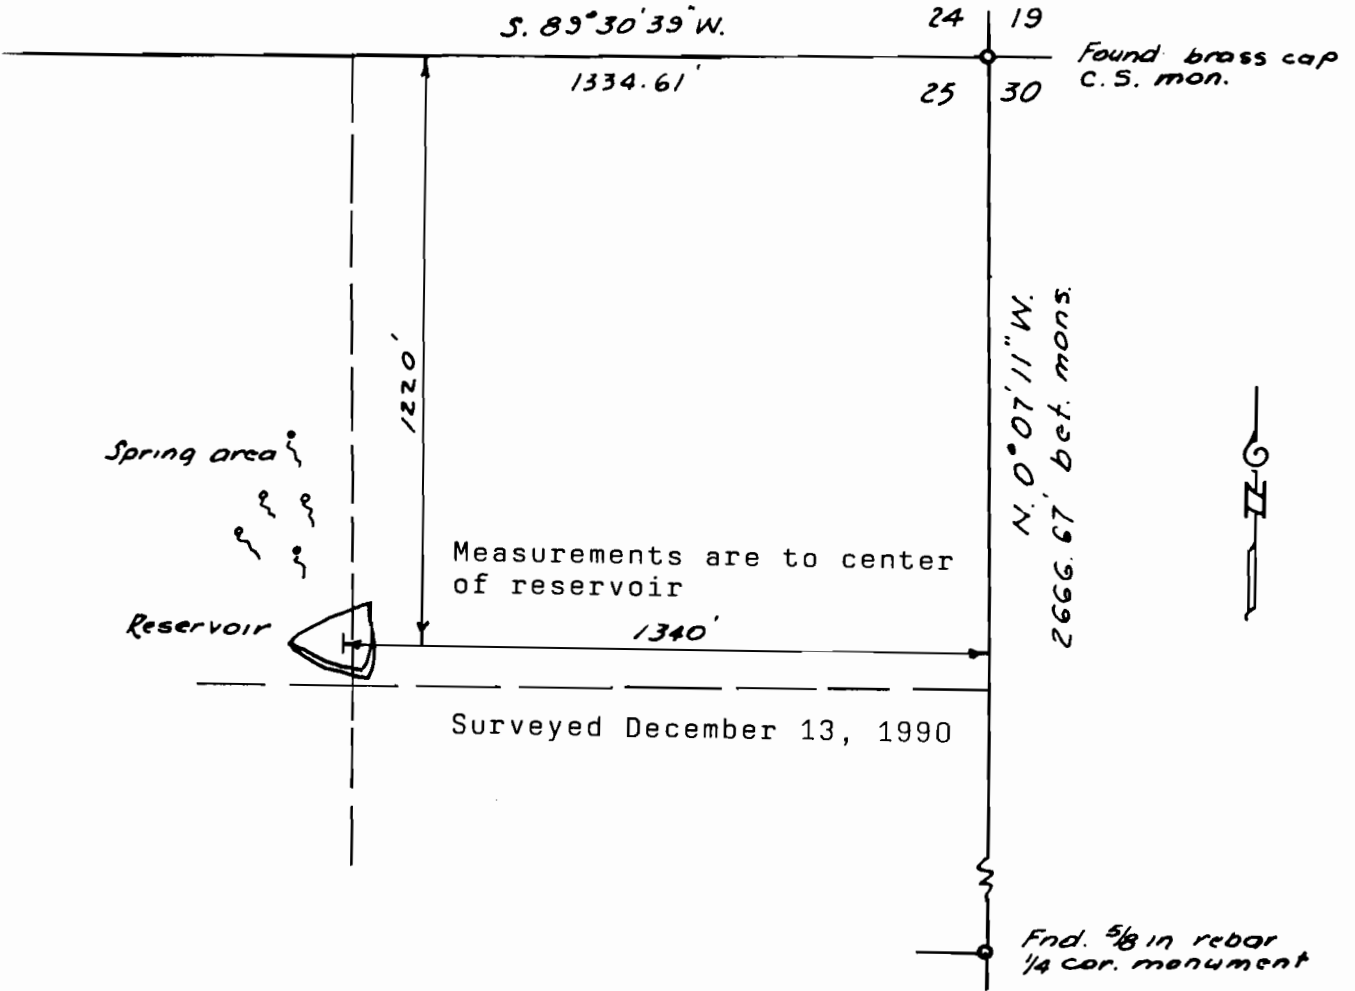 S. 89°30'39"W.
24 19
1334.61'
25 30
Found brass cap
C.S. mon.
1220'
N. 0°07'11"W.
2666.67' bet. mons.
Spring area
N
Measurements are to center
of reservoir
Reservoir
1340'
Surveyed December 13, 1990
Fnd. 5/8 in rebar
1/4 cor. monument